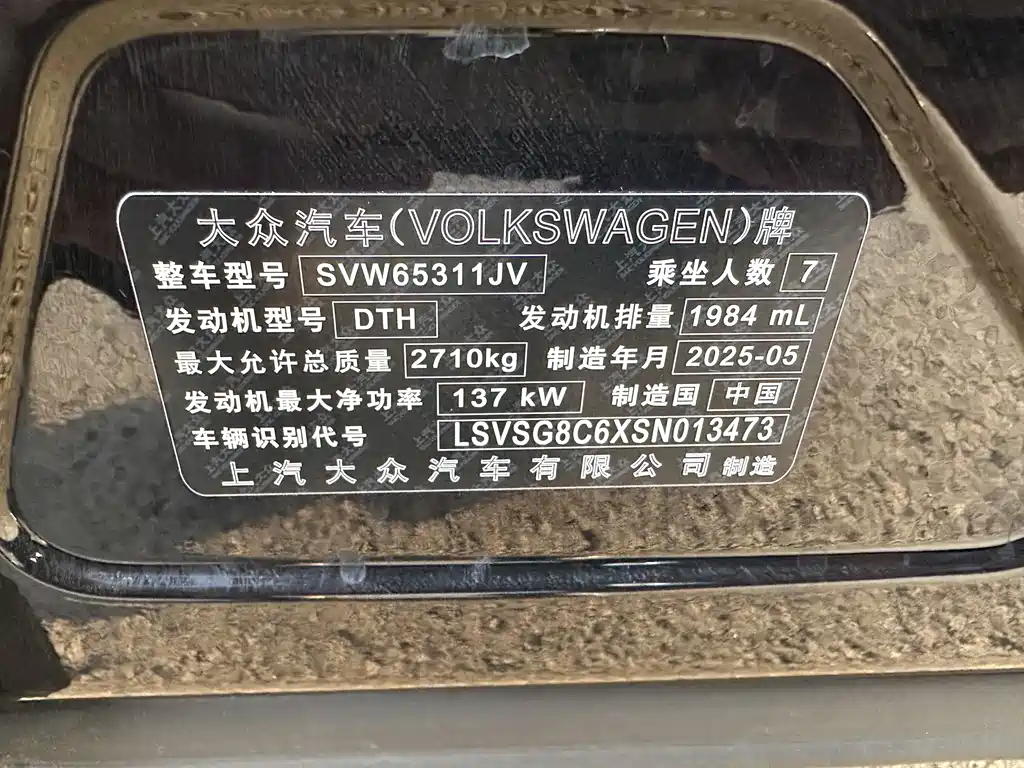 大众汽车(VOLKSWAGEN)牌
整车型号 SVW65311JV 乘坐人数 7
发动机型号 DTH 发动机排量 1984 mL
最大允许总质量 2710kg 制造年月 2025-05
发动机最大净功率 137 kW 制造国 中国
车辆识别代号 LSVSG8C6XSN013473
上汽大众汽车有限公司 制造